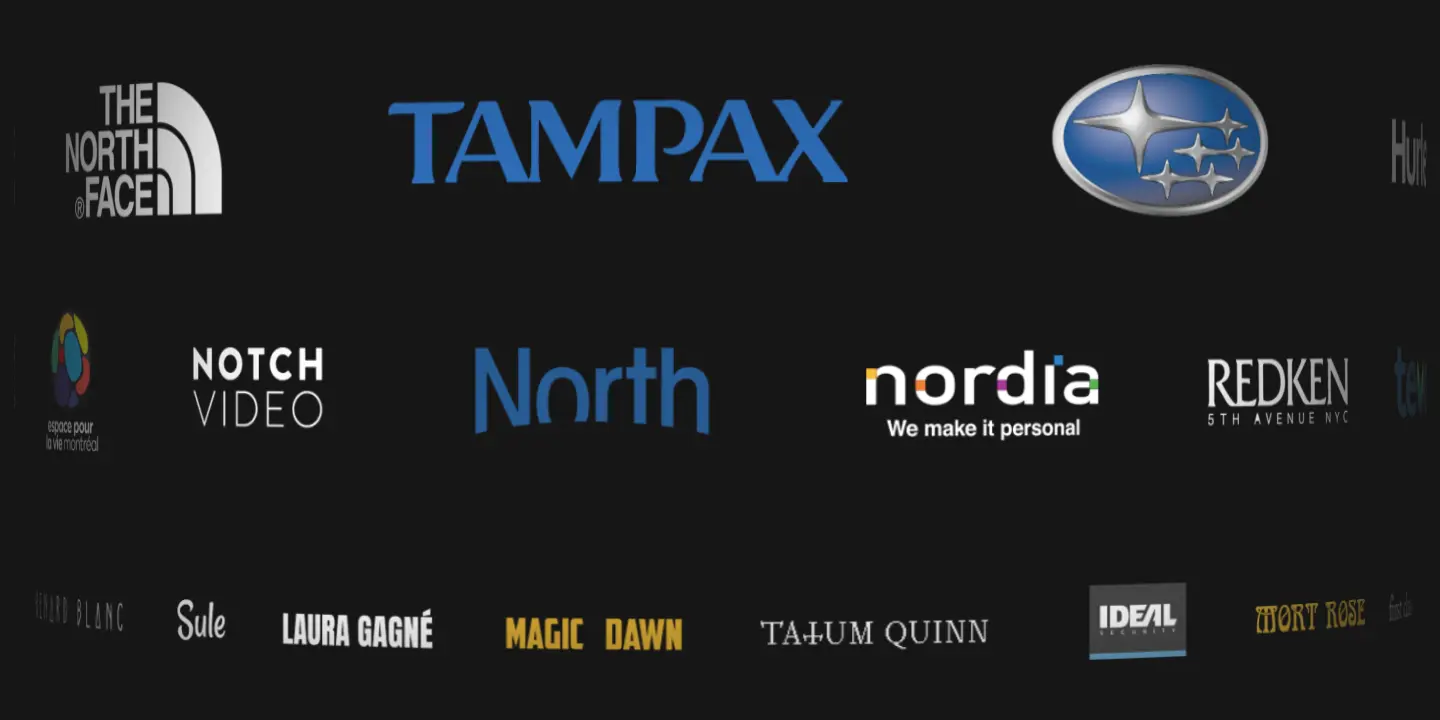 THE
NORTH
®FACE
TAMPAX
NOTCH
VIDEO
espace pour
la vie montréal
North
nordia
We make it personal
REDKEN
5TH AVENUE NYC
BLANC
Sule
LAURA GAGNÉ
MAGIC DAWN
TATUM QUINN
IDEAL
SECURITY
MORT ROSE